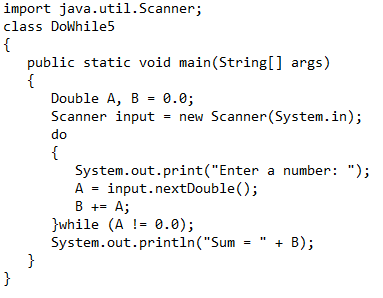 import java.util.Scanner;
class DoWhile5
{
   public static void main(String[] args)
   {
      Double A, B = 0.0;
      Scanner input = new Scanner(System.in);
      do
      {
         System.out.print("Enter a number: ");
         A = input.nextDouble();
         B += A;
      }while (A != 0.0);
      System.out.println("Sum = " + B);
   }
}